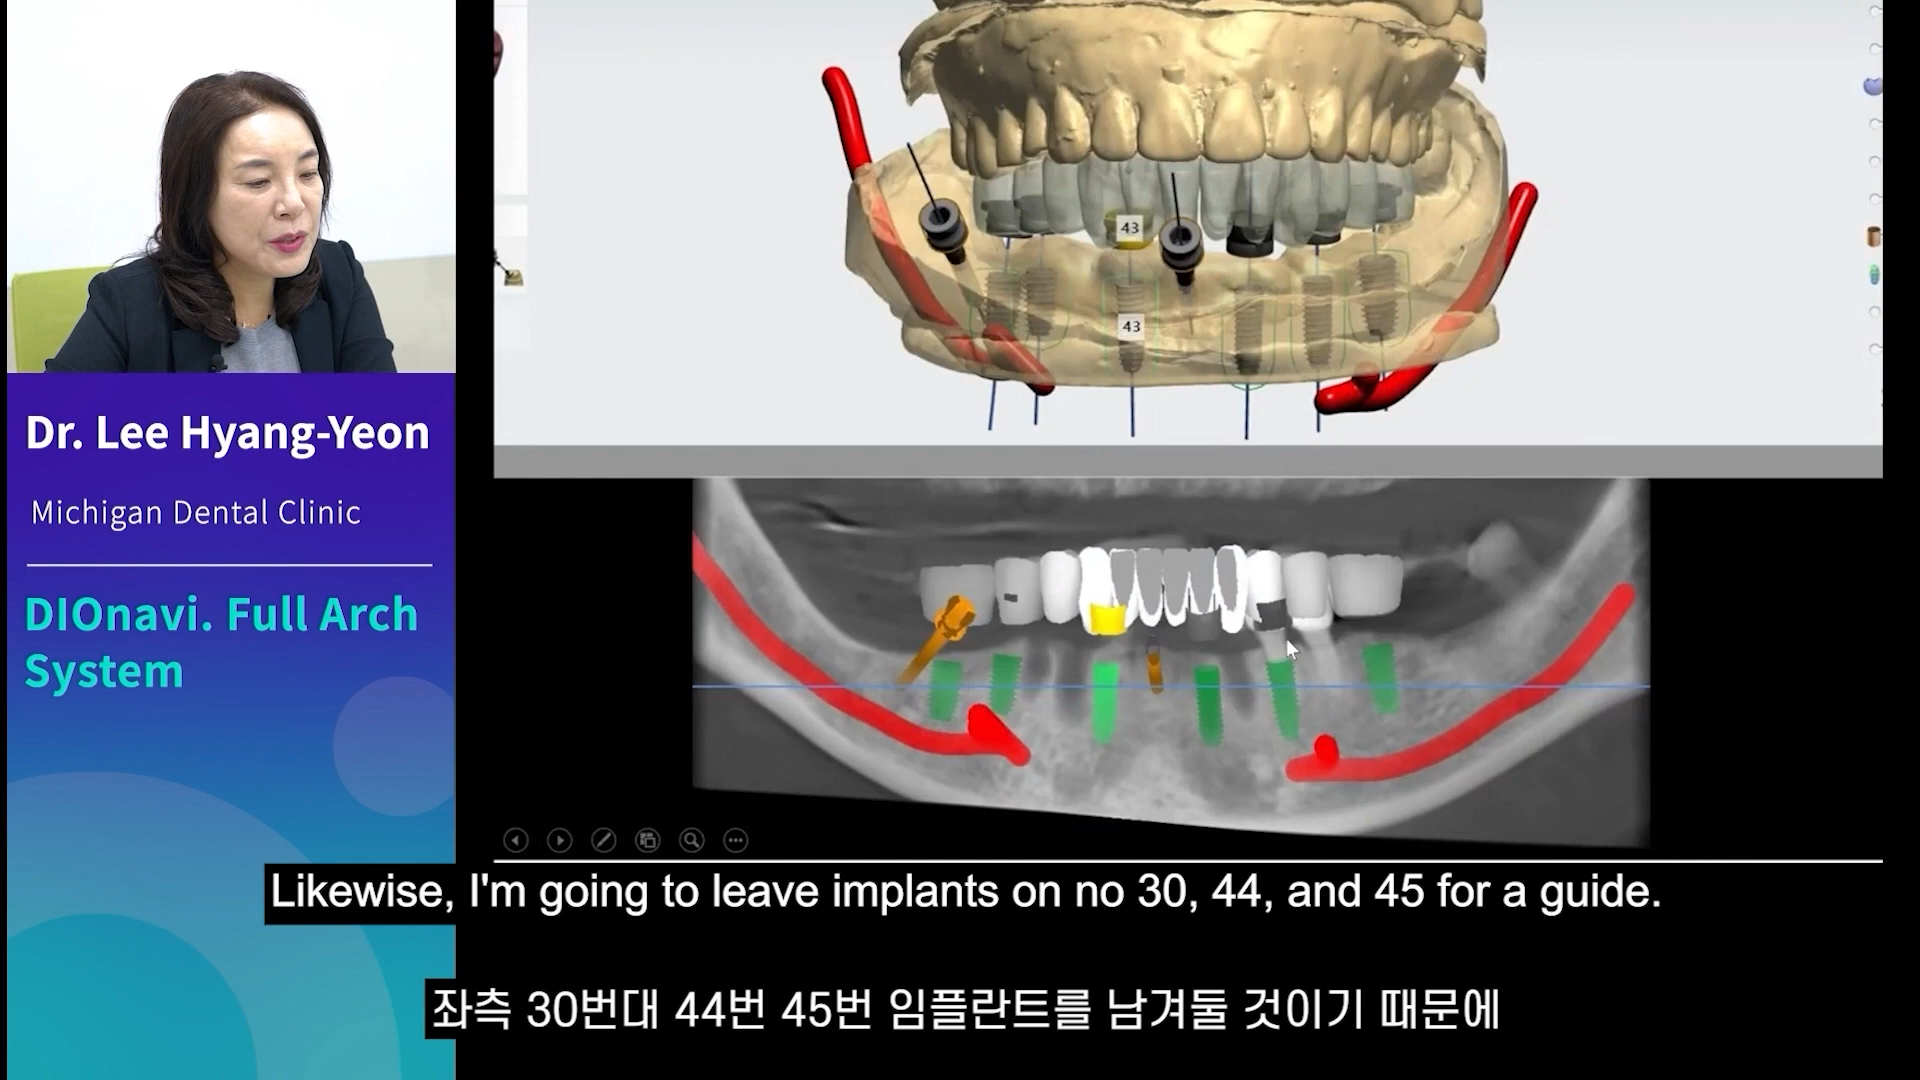 43
43
Dr. Lee Hyang-Yeon
Michigan Dental Clinic
DIOnavi. Full Arch
System
Likewise, I'm going to leave implants on no 30, 44, and 45 for a guide.
좌측 30번대 44번 45번 임플란트를 남겨둘 것이기 때문에